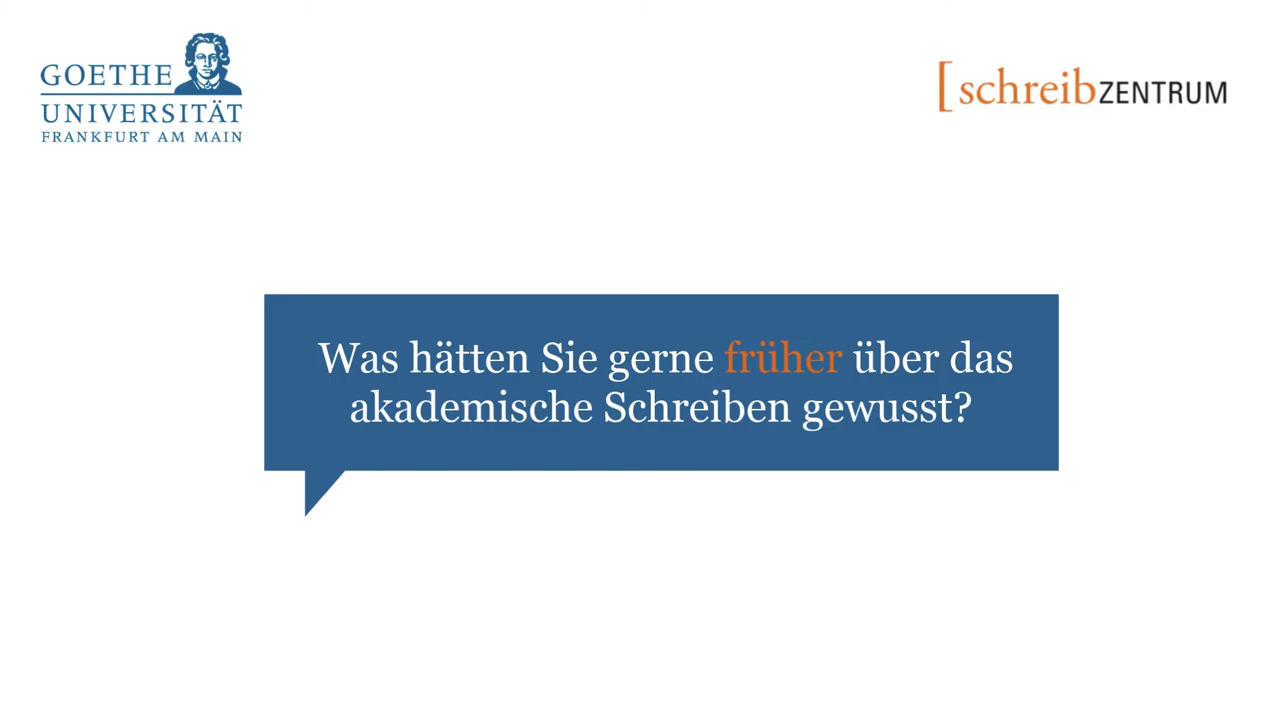 GOETHE
UNIVERSITÄT
FRANKFURT AM MAIN
[schreibZENTRUM
Was hätten Sie gerne früher über das
akademische Schreiben gewusst?